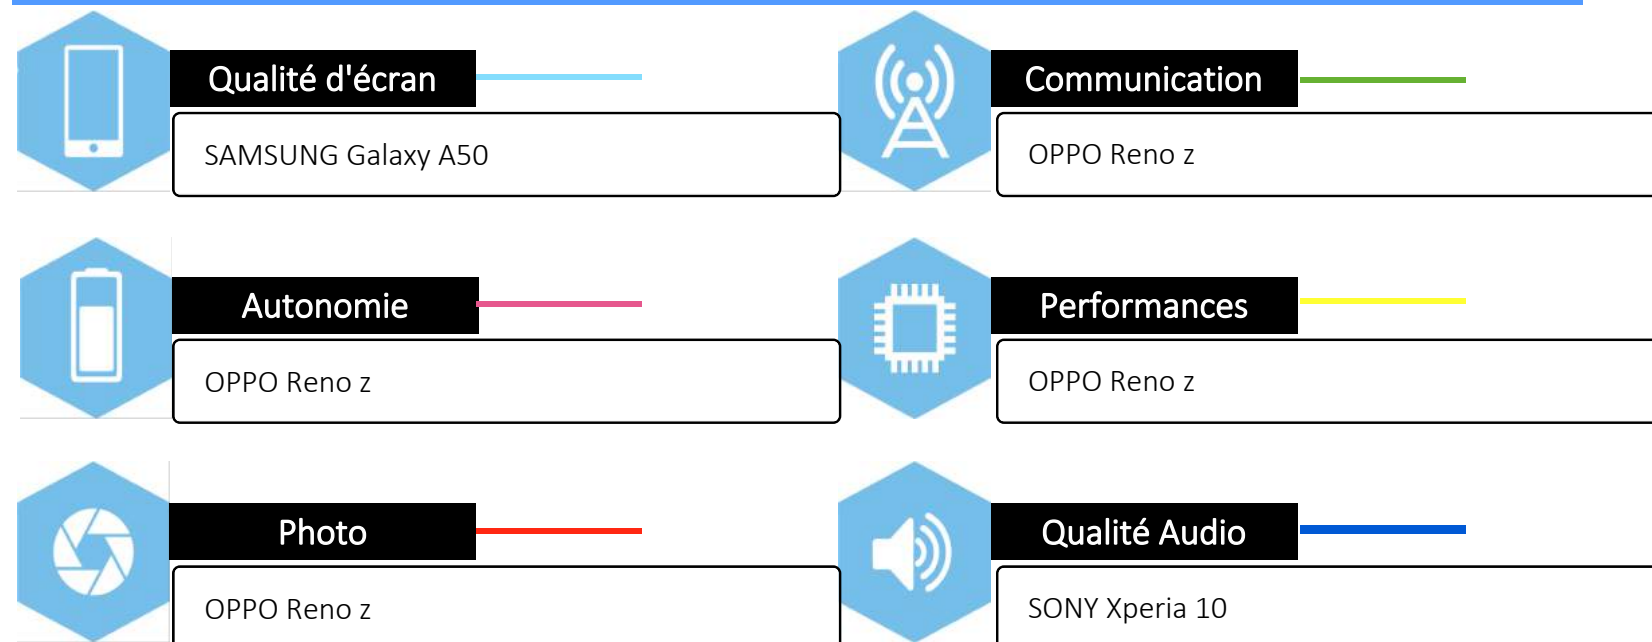 Qualité d'écran
SAMSUNG Galaxy A50
Communication
OPPO Reno z
Autonomie
OPPO Reno z
Performances
OPPO Reno z
Photo
OPPO Reno z
Qualité Audio
SONY Xperia 10